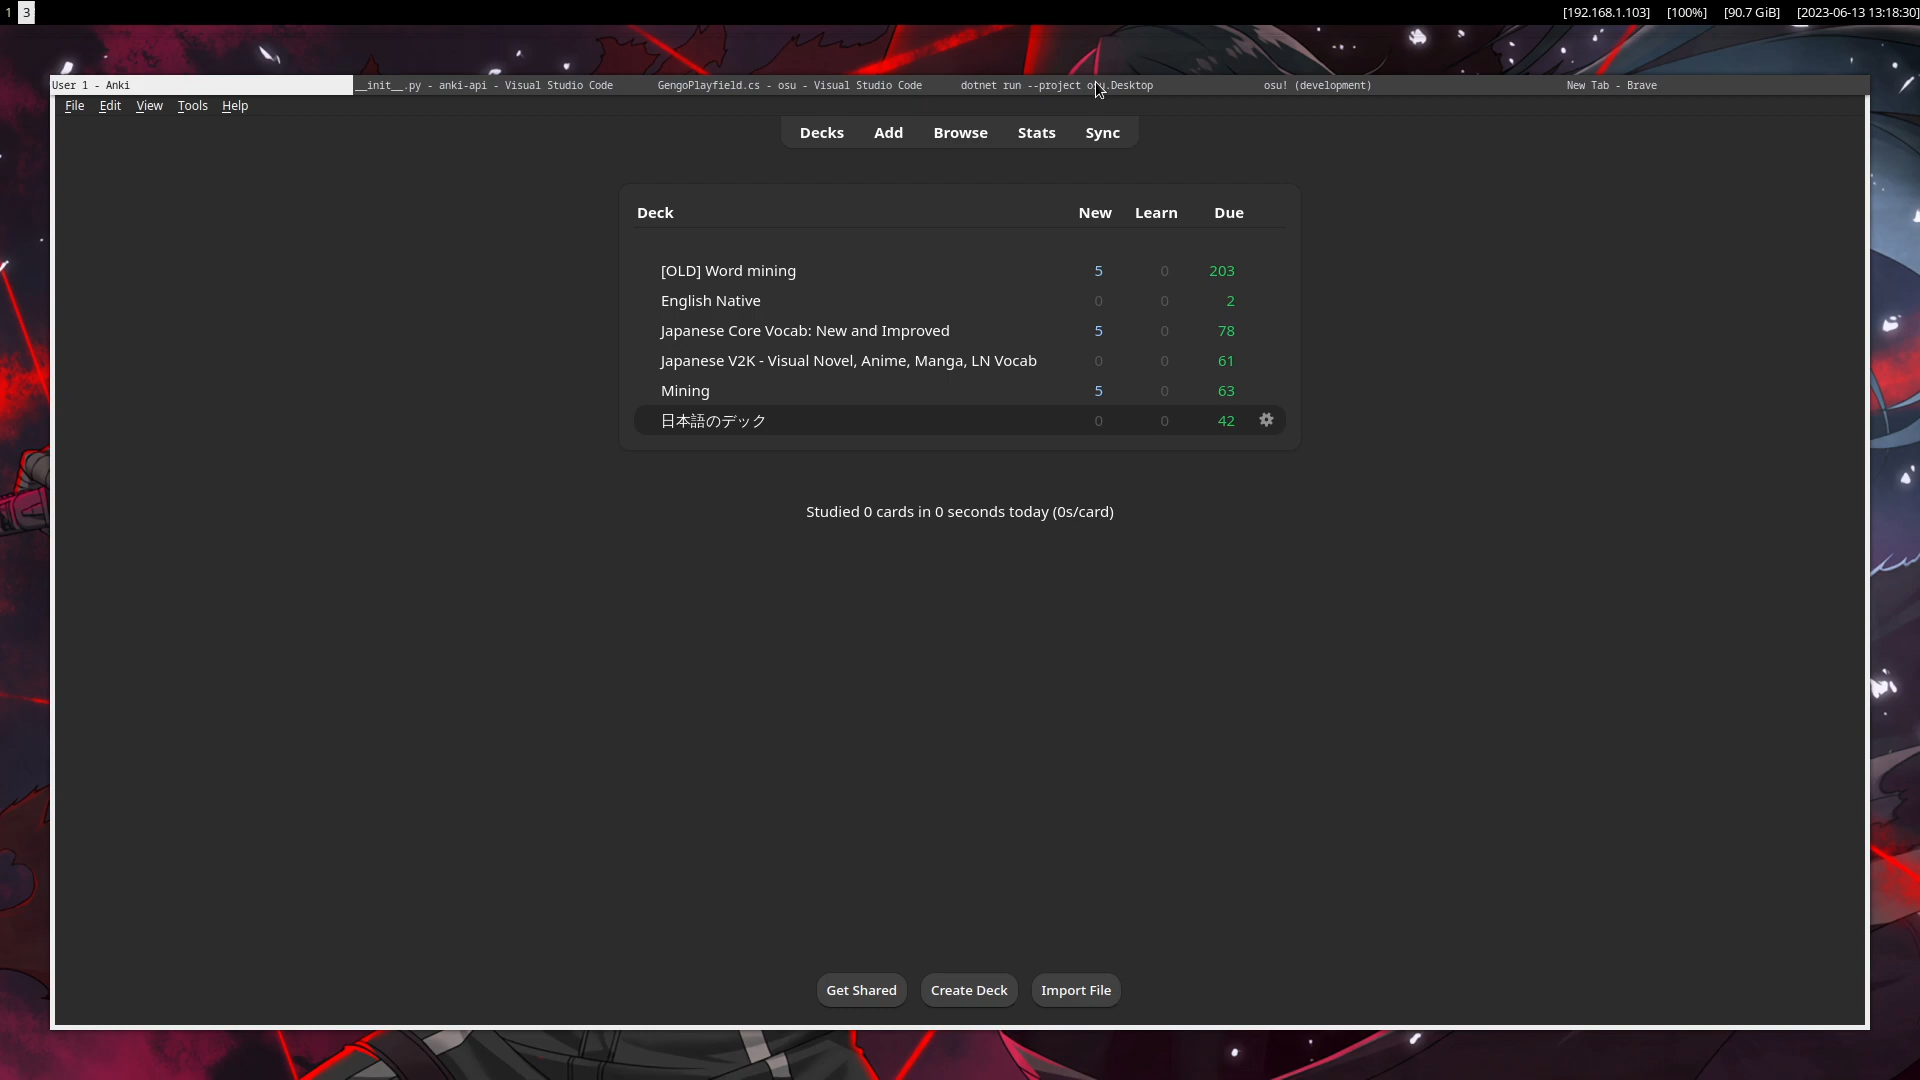 1 3 [192.168.1.103] [100%] [90.7 GiB] [2023-06-13 13:18:30]
User 1 - Anki __init__.py - anki-api - Visual Studio Code GengoPlayfield.cs - osu - Visual Studio Code dotnet run --project osu.Desktop osu! (development) New Tab - Brave
File Edit View Tools Help
Decks Add Browse Stats Sync
Deck New Learn Due
[OLD] Word mining 5 0 203
English Native 0 0 2
Japanese Core Vocab: New and Improved 5 0 78
Japanese V2K - Visual Novel, Anime, Manga, LN Vocab 0 0 61
Mining 5 0 63
日本語のデック 0 0 42
Studied 0 cards in 0 seconds today (0s/card)
Get Shared Create Deck Import File